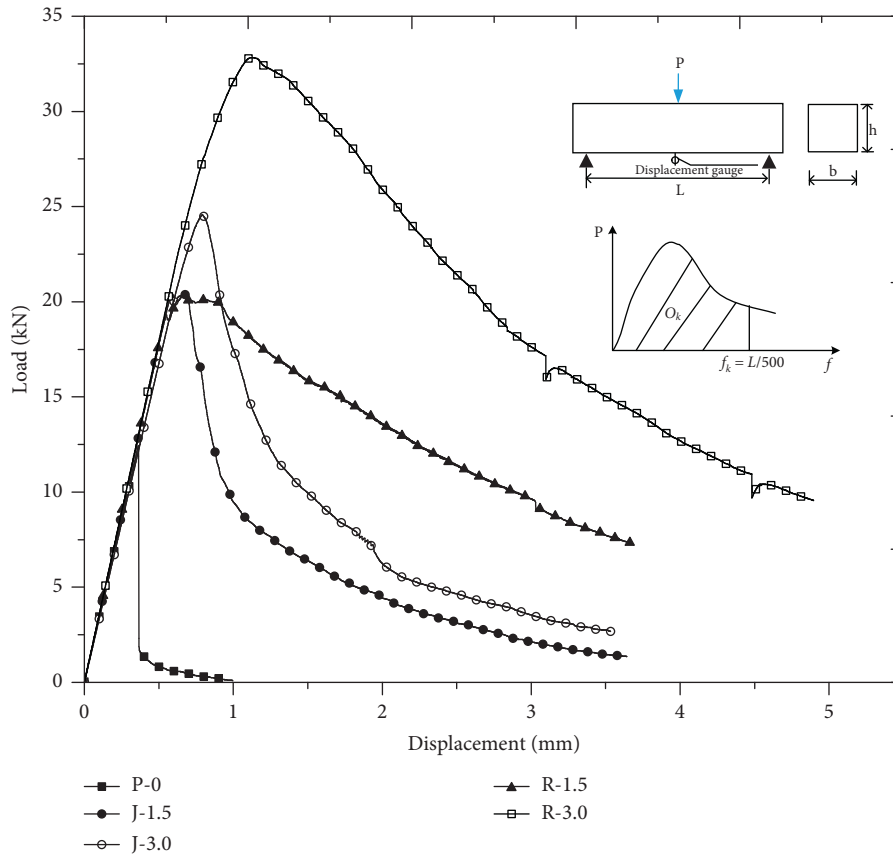 35
30
25
20
15
10
5
0
Load (kN)
0
1
2
3
4
5
Displacement (mm)
P
h
Displacement gauge
L
b
P
O_k
f_k = L/500
f
P-0
J-1.5
J-3.0
R-1.5
R-3.0